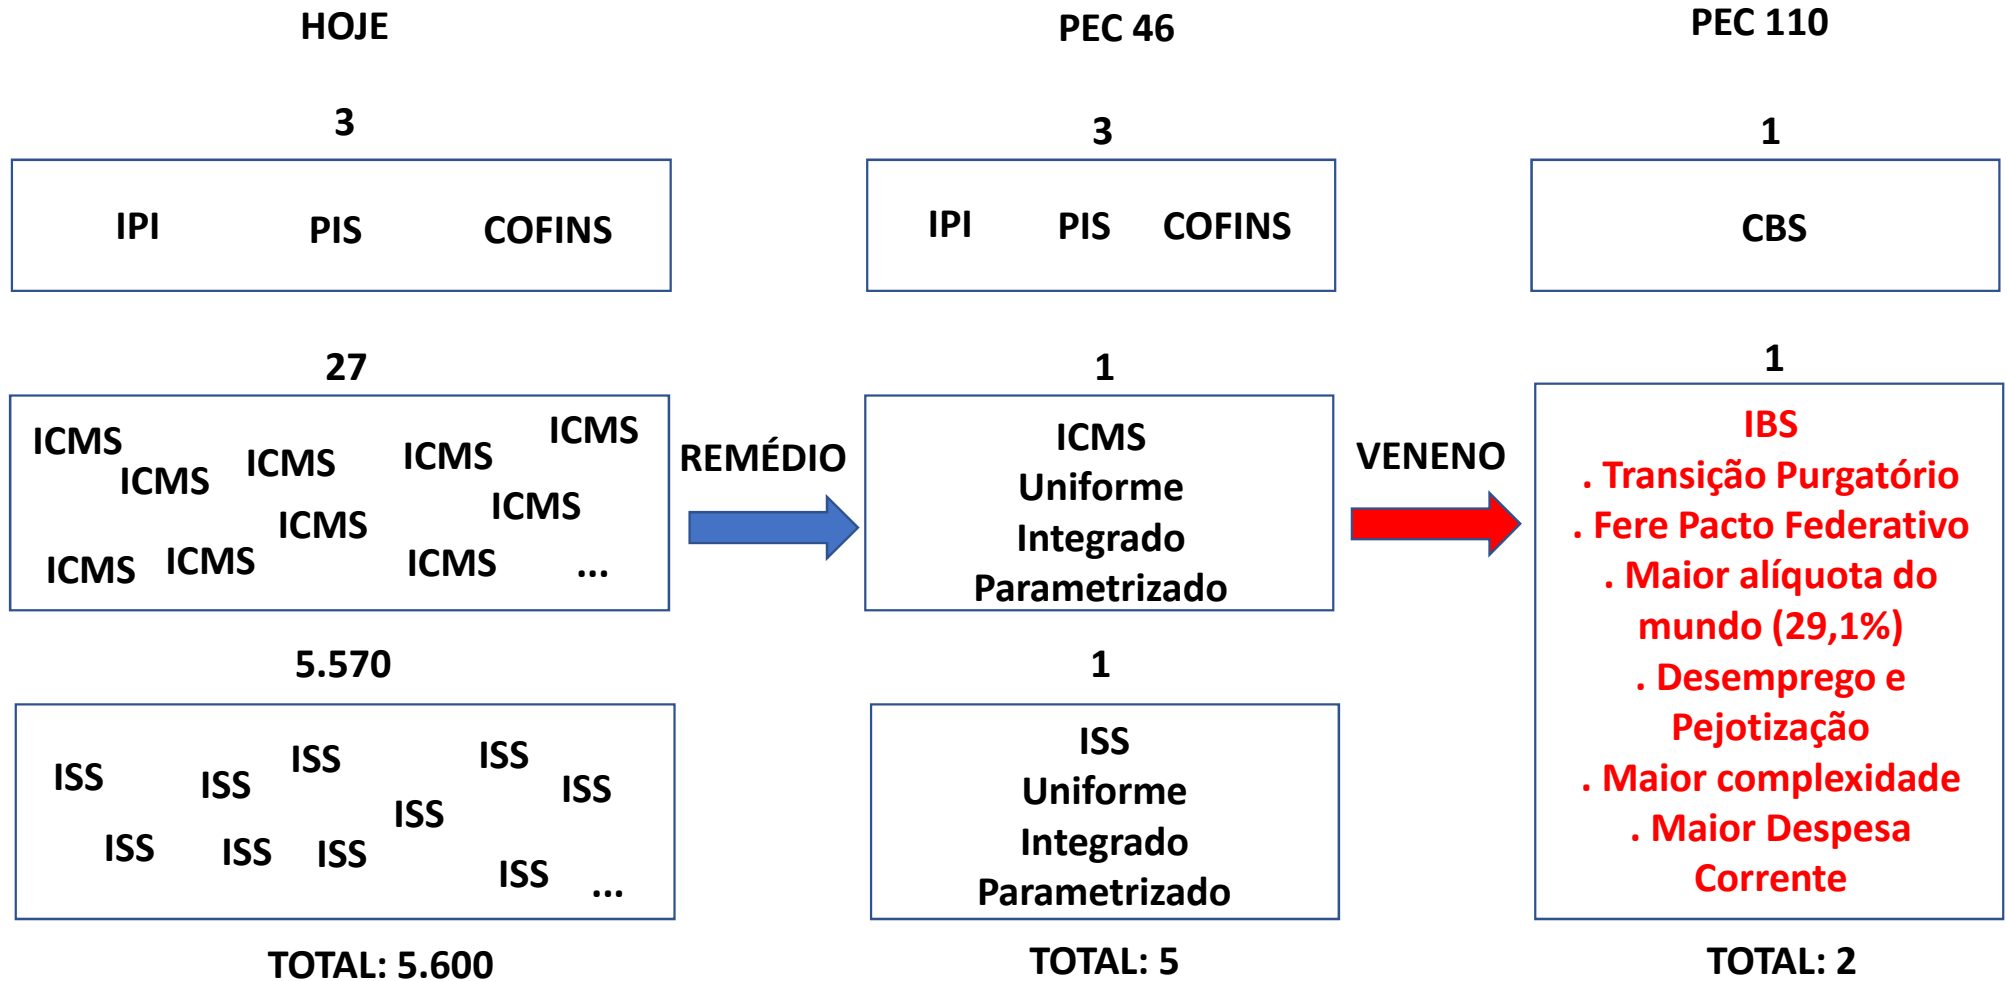 HOJE
3
IPI PIS COFINS
27
ICMS ICMS ICMS ICMS
ICMS ICMS ICMS
ICMS ICMS ICMS ...
5.570
ISS ISS ISS ISS ISS
ISS ISS ISS ISS ISS ...
TOTAL: 5.600
REMÉDIO
PEC 46
3
IPI PIS COFINS
1
ICMS
Uniforme
Integrado
Parametrizado
1
ISS
Uniforme
Integrado
Parametrizado
TOTAL: 5
VENENO
PEC 110
1
CBS
1
IBS
. Transição Purgatório
. Fere Pacto Federativo
. Maior alíquota do
mundo (29,1%)
. Desemprego e
Pejotização
. Maior complexidade
. Maior Despesa
Corrente
TOTAL: 2